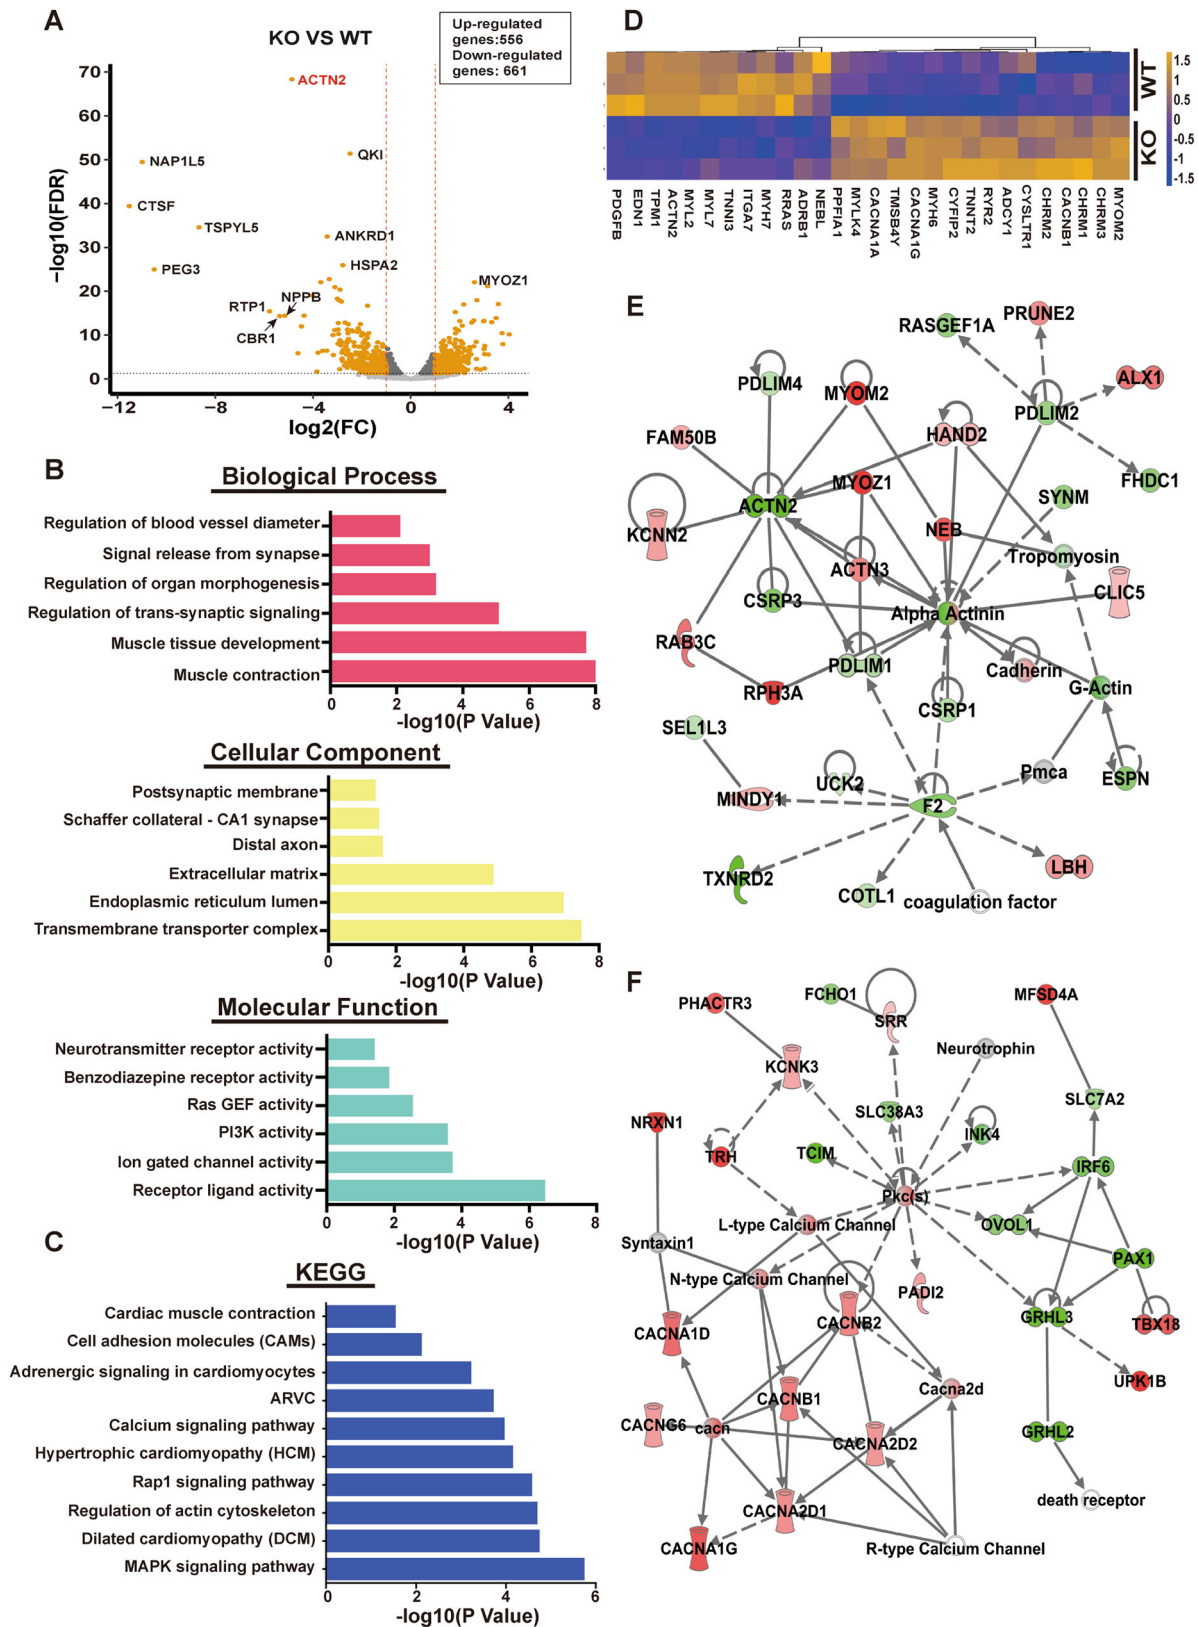 A
KO VS WT
Up-regulated
genes:556
Down-regulated
genes: 661
70
60
50
40
30
20
10
0
−log10(FDR)
ACTN2
QKI
NAP1L5
CTSF
TSPYL5
ANKRD1
PEG3
HSPA2
MYOZ1
RTP1
NPPB
CBR1
−12
−8
−4
0
4
log2(FC)
B
Biological Process
Regulation of blood vessel diameter
Signal release from synapse
Regulation of organ morphogenesis
Regulation of trans-synaptic signaling
Muscle tissue development
Muscle contraction
0 2 4 6 8
-log10(P Value)
Cellular Component
Postsynaptic membrane
Schaffer collateral - CA1 synapse
Distal axon
Extracellular matrix
Endoplasmic reticulum lumen
Transmembrane transporter complex
0 2 4 6 8
-log10(P Value)
Molecular Function
Neurotransmitter receptor activity
Benzodiazepine receptor activity
Ras GEF activity
PI3K activity
Ion gated channel activity
Receptor ligand activity
0 2 4 6 8
-log10(P Value)
C
KEGG
Cardiac muscle contraction
Cell adhesion molecules (CAMs)
Adrenergic signaling in cardiomyocytes
ARVC
Calcium signaling pathway
Hypertrophic cardiomyopathy (HCM)
Rap1 signaling pathway
Regulation of actin cytoskeleton
Dilated cardiomyopathy (DCM)
MAPK signaling pathway
0 2 4 6
-log10(P Value)
D
WT
KO
1.5
1
0.5
0
-0.5
-1
-1.5
PDGFB
EDN1
TPM1
ACTN2
MYL2
MYL7
TNNI3
ITGA7
MYH7
RRAS
ADRB1
NEBL
PPFIA1
MYLK4
CACNA1A
TMSB4Y
CACNA1G
MYH6
CYFIP2
TNNT2
RYR2
ADCY1
CYSLTR1
CHRM2
CACNB1
CHRM1
CHRM3
MYOM2
E
RASGEF1A
PRUNE2
PDLIM4
MYOM2
ALX1
PDLIM2
FAM50B
HAND2
MYOZ1
FHDC1
SYNM
ACTN2
KCNN2
NEB
Tropomyosin
ACTN3
CLIC5
CSRP3
Alpha Actinin
RAB3C
PDLIM1
Cadherin
RPH3A
G-Actin
CSRP1
SEL1L3
Pmca
ESPN
UCK2
MINDY1
F2
LBH
TXNRD2
COTL1
coagulation factor
F
PHACTR3
FCHO1
SRR
MFSD4A
Neurotrophin
KCNK3
SLC7A2
SLC38A3
NRXN1
INK4
TRH
TCIM
IRF6
Pkc(s)
L-type Calcium Channel
OVOL1
Syntaxin1
PAX1
N-type Calcium Channel
PADI2
CACNA1D
CACNB2
GRHL3
TBX18
UPK1B
Cacna2d
CACNB1
CACNG6
cacn
CACNA2D2
GRHL2
death receptor
CACNA2D1
CACNA1G
R-type Calcium Channel